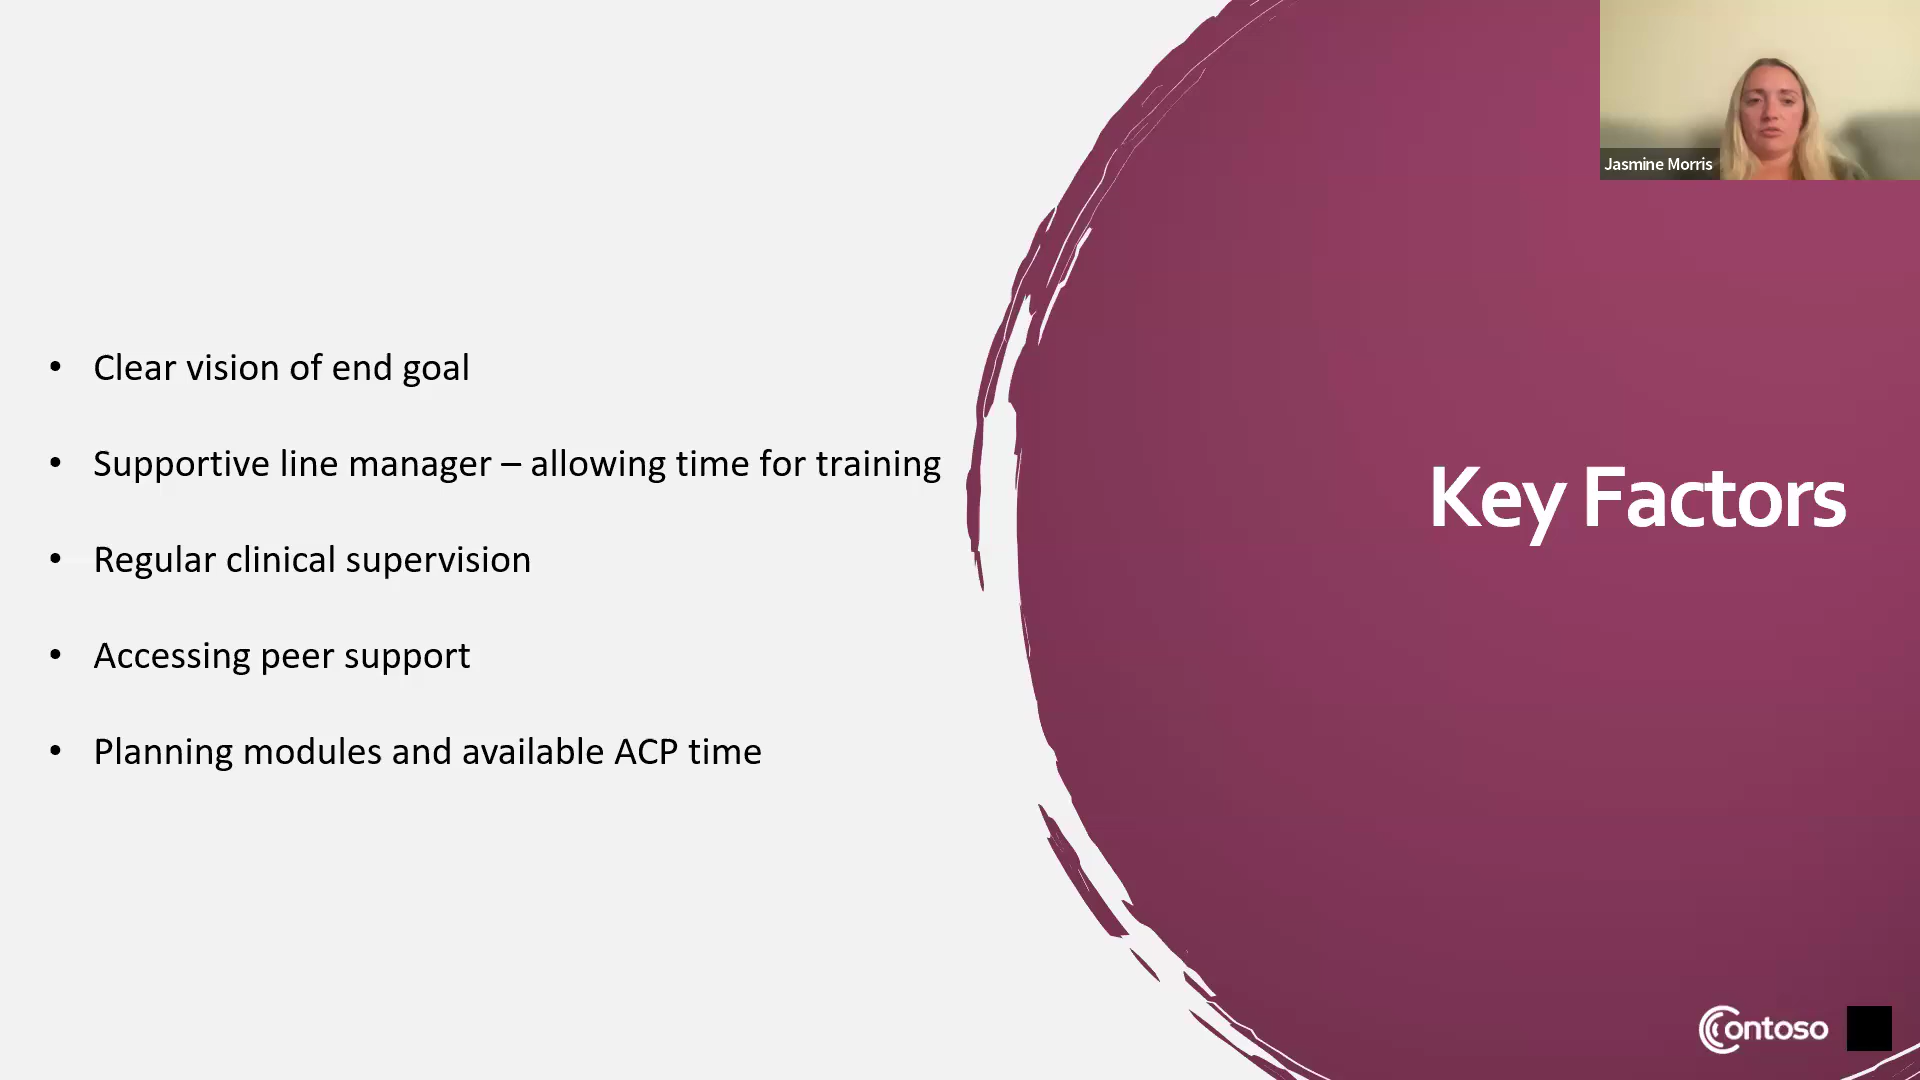 Jasmine Morris
• Clear vision of end goal
• Supportive line manager – allowing time for training
• Regular clinical supervision
• Accessing peer support
• Planning modules and available ACP time
Key Factors
Contoso